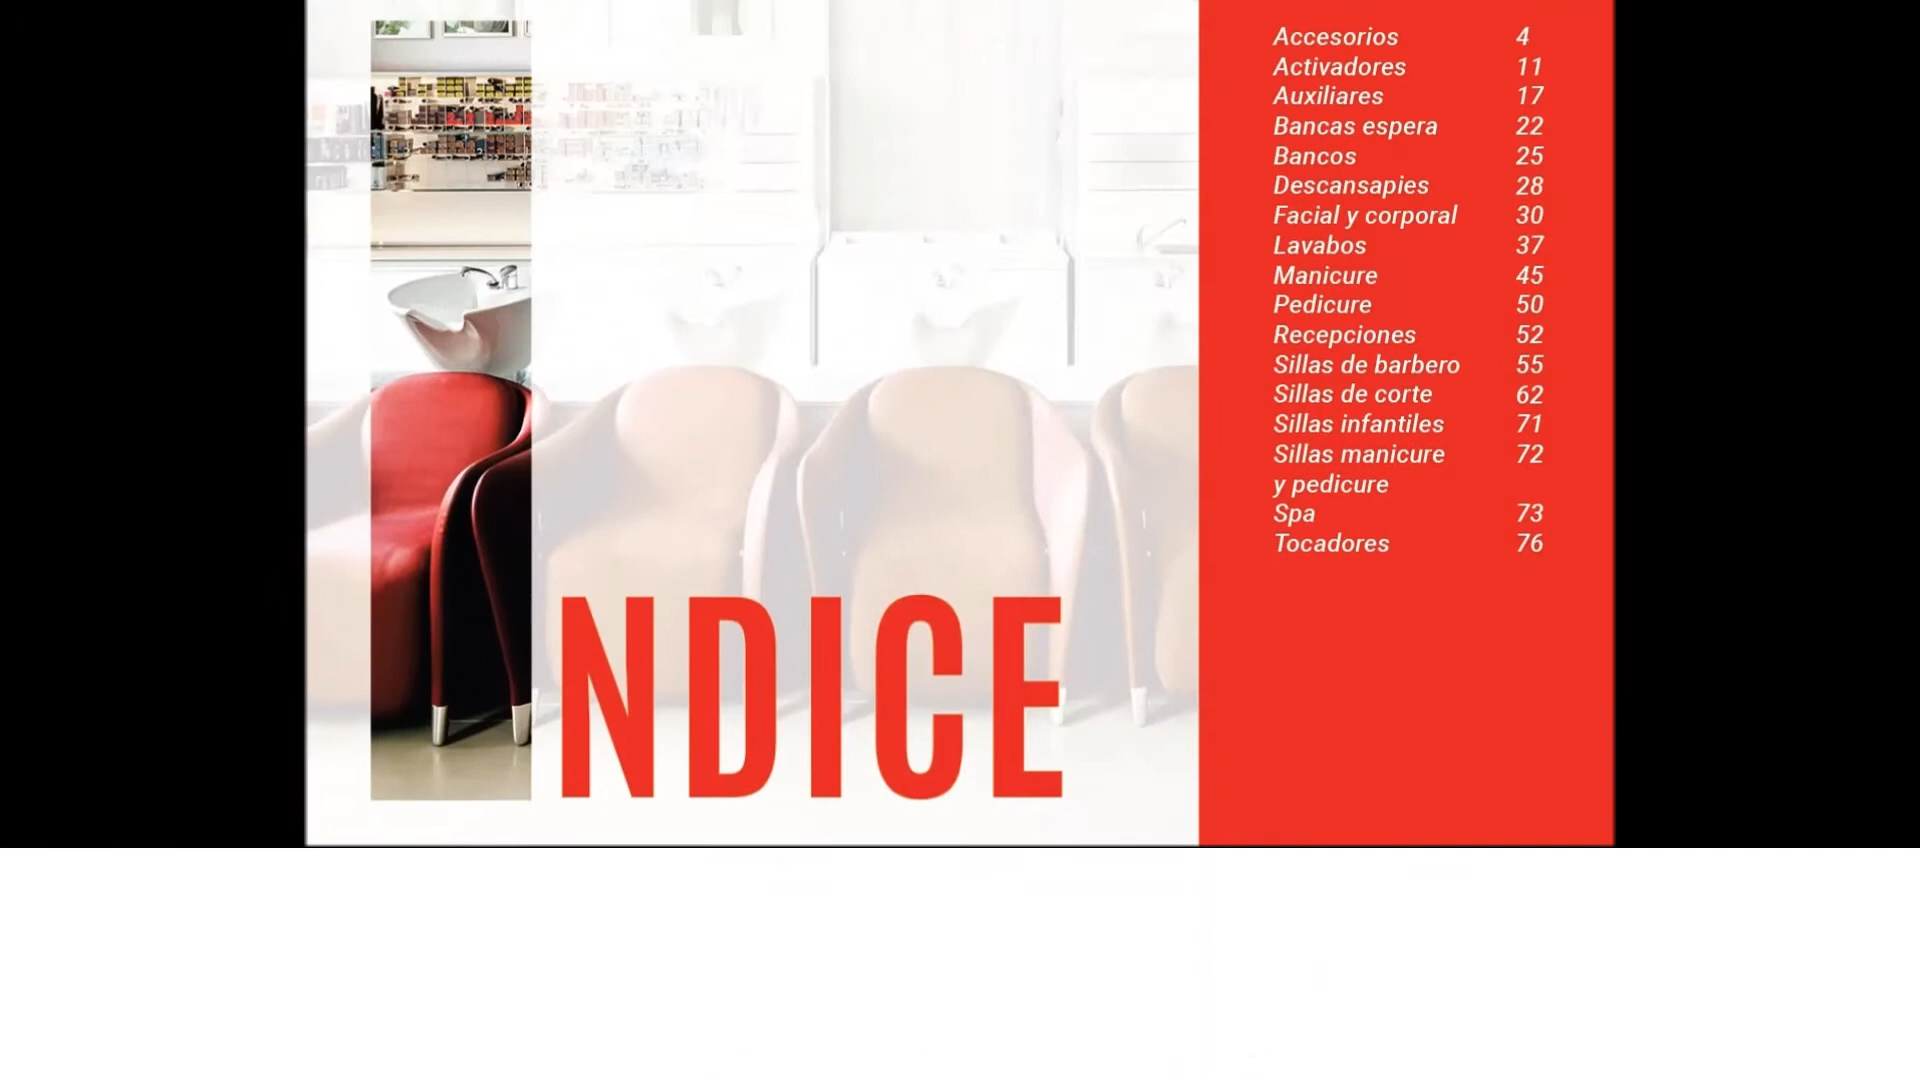 NDICE
Accesorios 4
Activadores 11
Auxiliares 17
Bancas espera 22
Bancos 25
Descansapies 28
Facial y corporal 30
Lavabos 37
Manicure 45
Pedicure 50
Recepciones 52
Sillas de barbero 55
Sillas de corte 62
Sillas infantiles 71
Sillas manicure 72
y pedicure
Spa 73
Tocadores 76